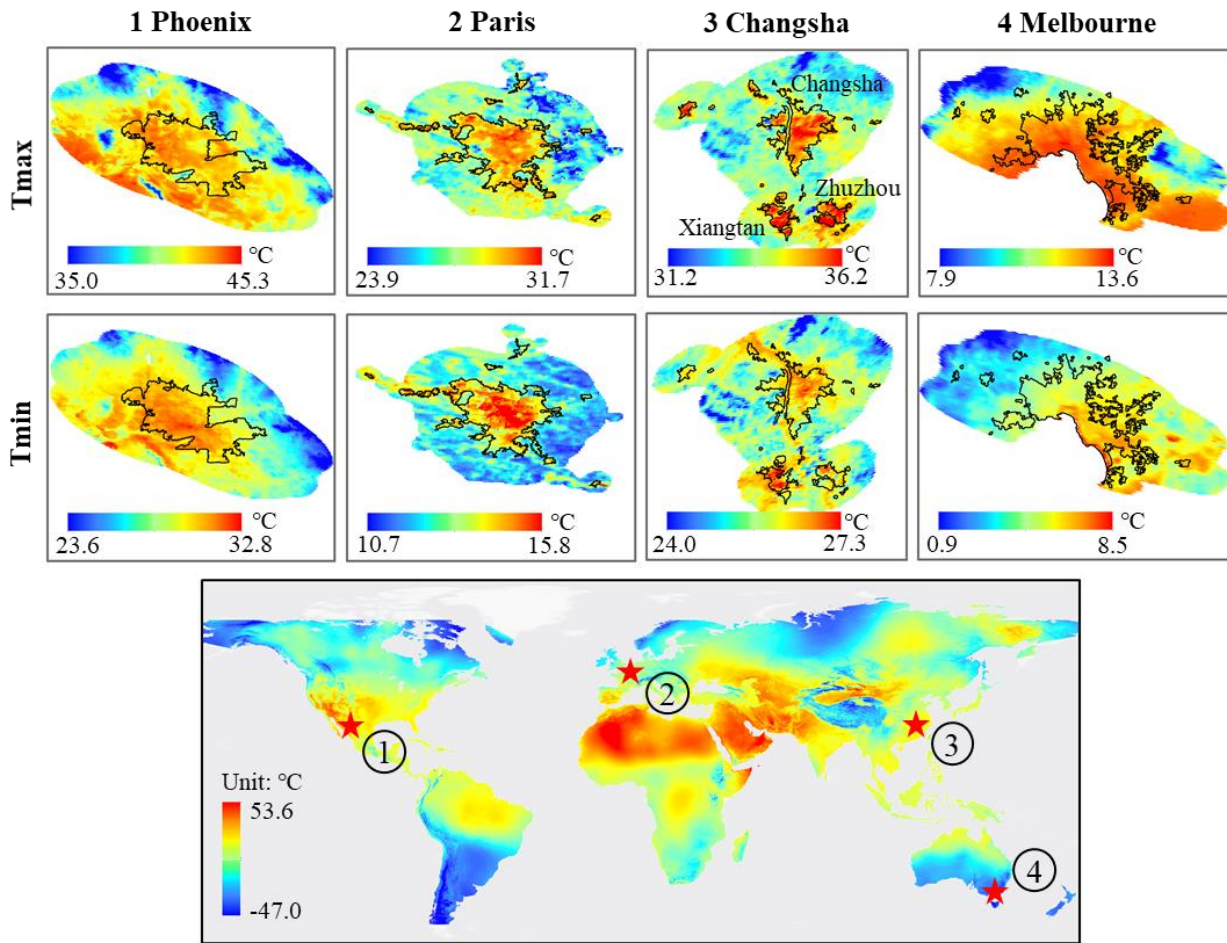 1 Phoenix
2 Paris
3 Changsha
4 Melbourne
Tmax
Changsha
Zhuzhou
Xiangtan
°C
35.0 45.3
°C
23.9 31.7
°C
31.2 36.2
°C
7.9 13.6
Tmin
°C
23.6 32.8
°C
10.7 15.8
°C
24.0 27.3
°C
0.9 8.5
1
2
3
4
Unit: °C
53.6
-47.0